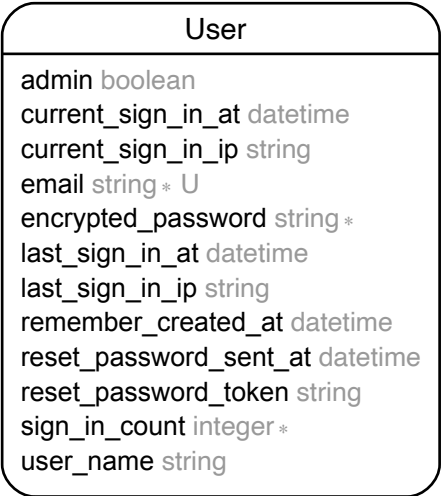 User
admin boolean
current_sign_in_at datetime
current_sign_in_ip string
email string * U
encrypted_password string *
last_sign_in_at datetime
last_sign_in_ip string
remember_created_at datetime
reset_password_sent_at datetime
reset_password_token string
sign_in_count integer *
user_name string